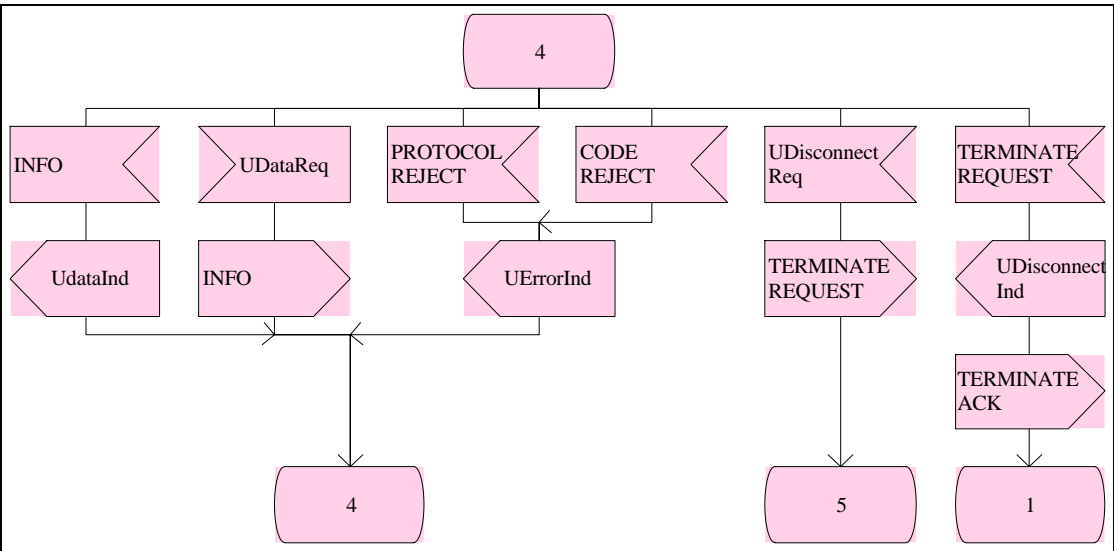 4
INFO
UDataReq
PROTOCOL
REJECT
CODE
REJECT
UDisconnect
Req
TERMINATE
REQUEST
UdataInd
INFO
UErrorInd
TERMINATE
REQUEST
UDisconnect
Ind
TERMINATE
ACK
4
5
1